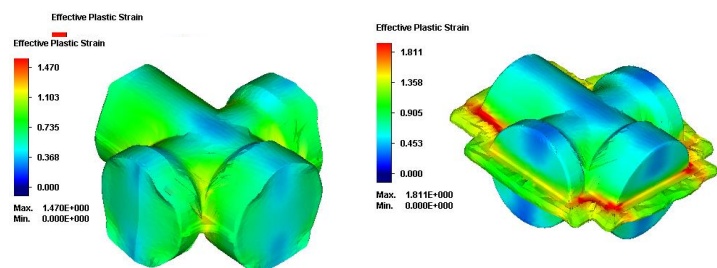 Effective Plastic Strain
Effective Plastic Strain
1.470
1.103
0.735
0.368
0.000
Max. 1.470E+000
Min. 0.000E+000
Effective Plastic Strain
1.811
1.358
0.905
0.453
0.000
Max. 1.811E+000
Min. 0.000E+000